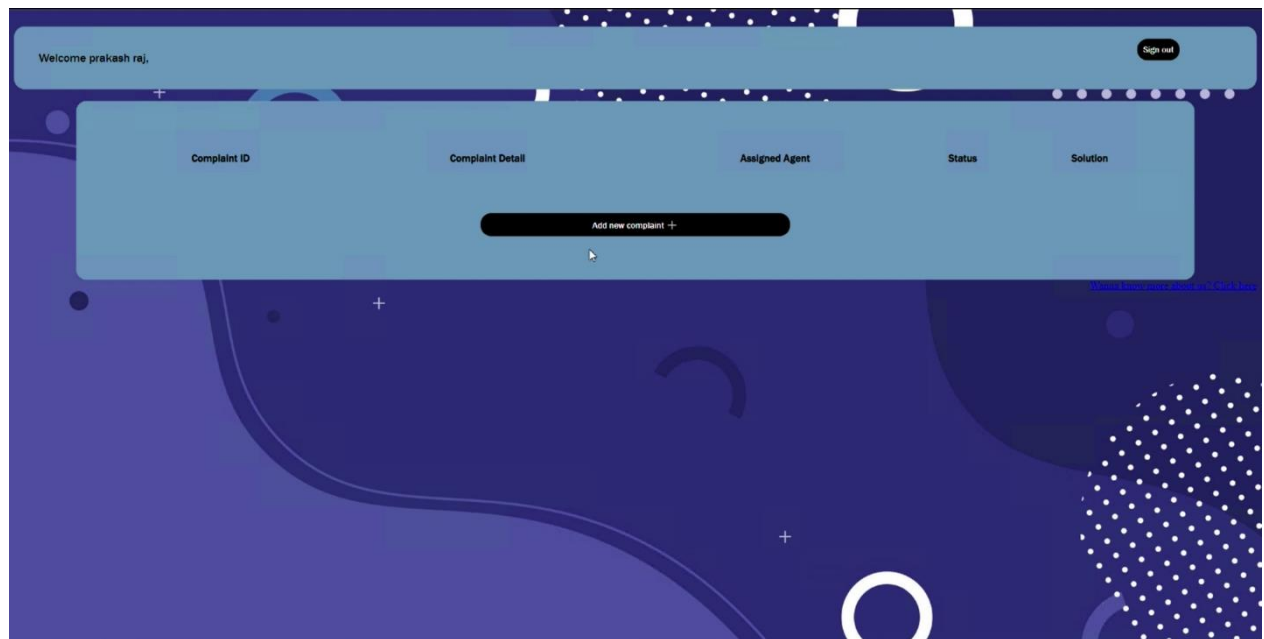 Welcome prakash raj,
Sign out
Complaint ID Complaint Detail Assigned Agent Status Solution
Add new complaint +
Wanna know more about us? Click here